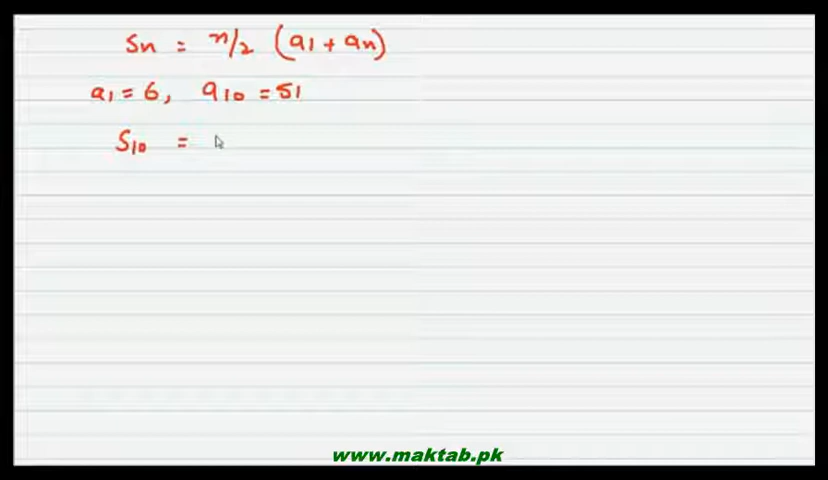 Sn = n/2 (a1 + an)
a1 = 6, a10 = 51
S10 =
www.maktab.pk